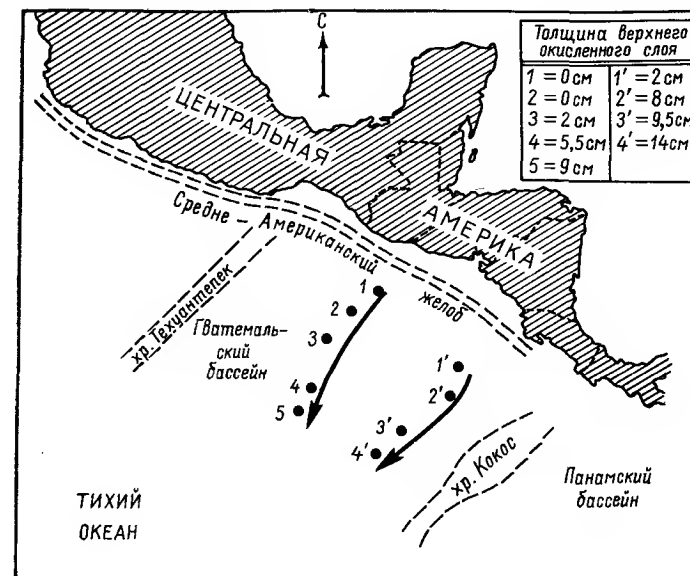 С
Толщина верхнего
окисленного слоя
1 = 0 см
1' = 2 см
2 = 0 см
2' = 8 см
3 = 2 см
3' = 9,5 см
4 = 5,5 см
4' = 14 см
5 = 9 см
ЦЕНТРАЛЬНАЯ
АМЕРИКА
Средне – Американский
желоб
хр. Техуантепек
Гватемаль-
ский
бассейн
1
2
3
4
5
1'
2'
3'
4'
хр. Кокос
Панамский
бассейн
ТИХИЙ
ОКЕАН